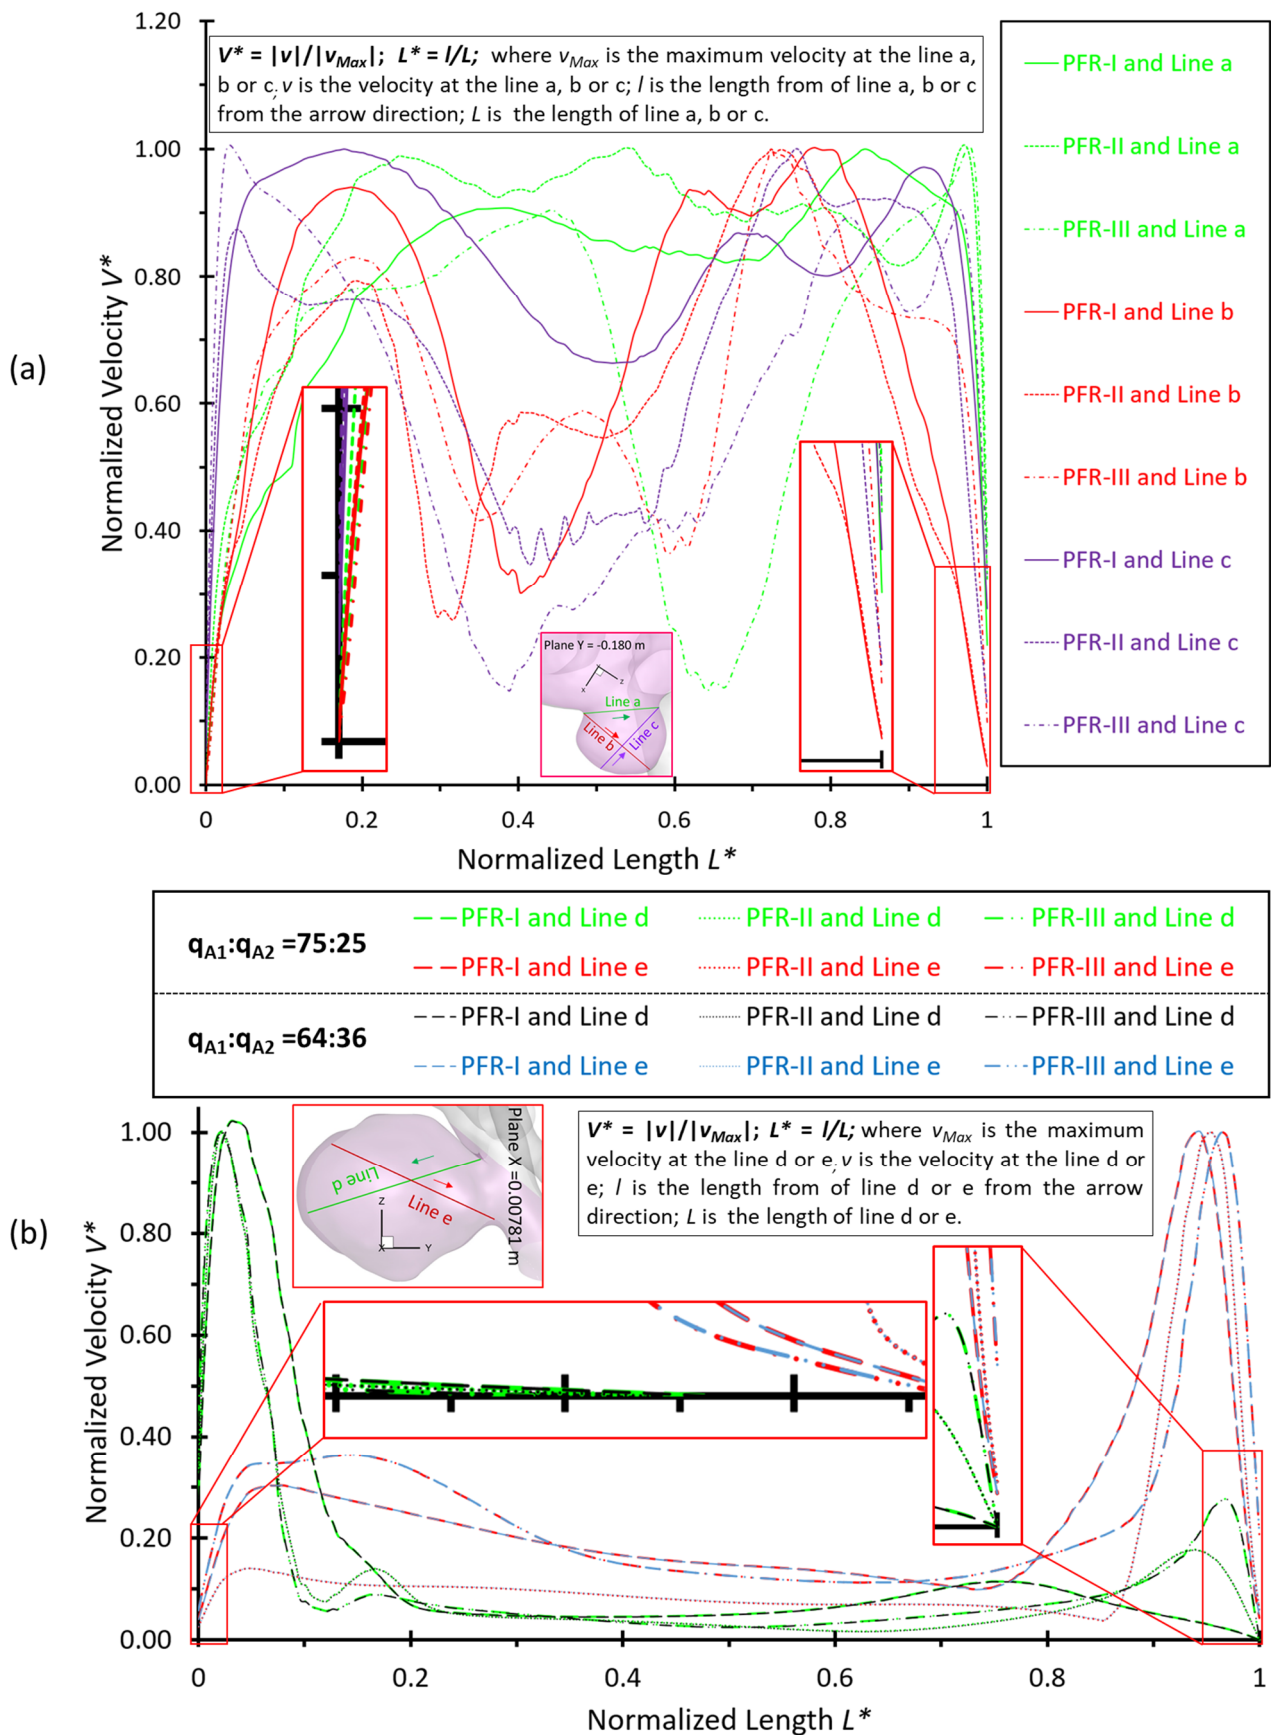 1.20
V* = |v|/|vMax|; L* = l/L; where vMax is the maximum velocity at the line a,
b or c; v is the velocity at the line a, b or c; l is the length from of line a, b or c
from the arrow direction; L is the length of line a, b or c.
1.00
0.80
0.60
0.40
0.20
0.00
Normalized Velocity V*
(a)
Plane Y = -0.180 m
x
z
Line a
Line b
Line c
0
0.2
0.4
0.6
0.8
1
Normalized Length L*
PFR-I and Line a
PFR-II and Line a
PFR-III and Line a
PFR-I and Line b
PFR-II and Line b
PFR-III and Line b
PFR-I and Line c
PFR-II and Line c
PFR-III and Line c
qA1:qA2 =75:25
PFR-I and Line d PFR-II and Line d PFR-III and Line d
PFR-I and Line e PFR-II and Line e PFR-III and Line e
qA1:qA2 =64:36
PFR-I and Line d PFR-II and Line d PFR-III and Line d
PFR-I and Line e PFR-II and Line e PFR-III and Line e
V* = |v|/|vMax|; L* = l/L; where vMax is the maximum
velocity at the line d or e; v is the velocity at the line d or
e; l is the length from of line d or e from the arrow
direction; L is the length of line d or e.
Plane X =0.00781 m
Line d
Line e
Z
X
Y
1.00
0.80
0.60
0.40
0.20
0.00
Normalized Velocity V*
(b)
0
0.2
0.4
0.6
0.8
1
Normalized Length L*